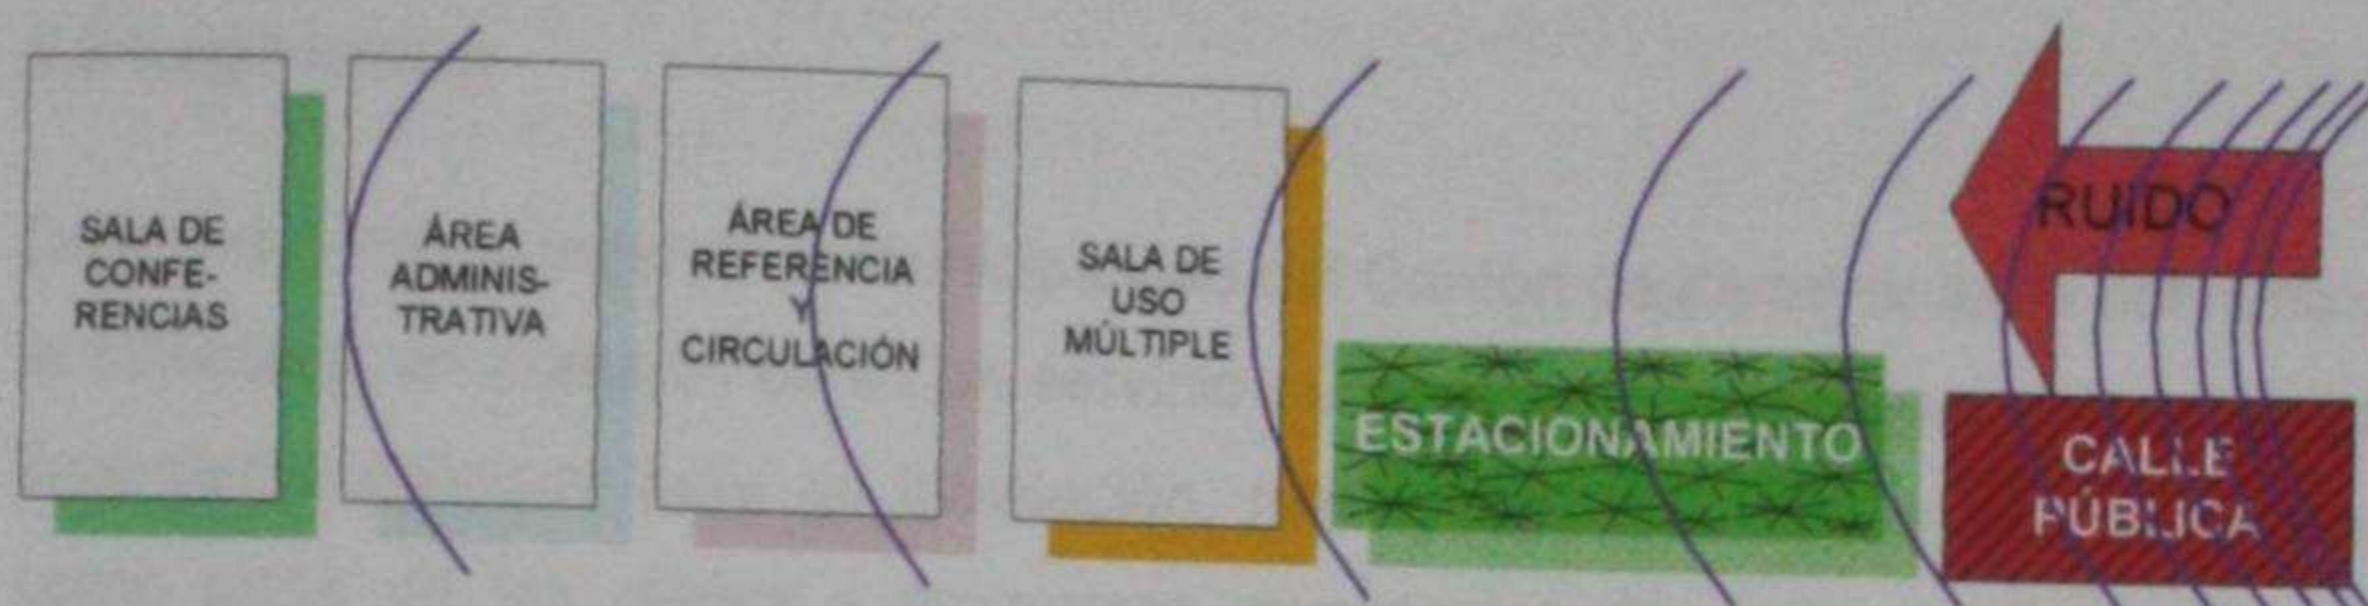 SALA DE
CONFE-
RENCIAS
ÁREA
ADMINIS-
TRATIVA
ÁREA DE
REFERENCIA
Y
CIRCULACIÓN
SALA DE
USO
MÚLTIPLE
ESTACIONAMIENTO
RUIDO
CALLE
PÚBLICA